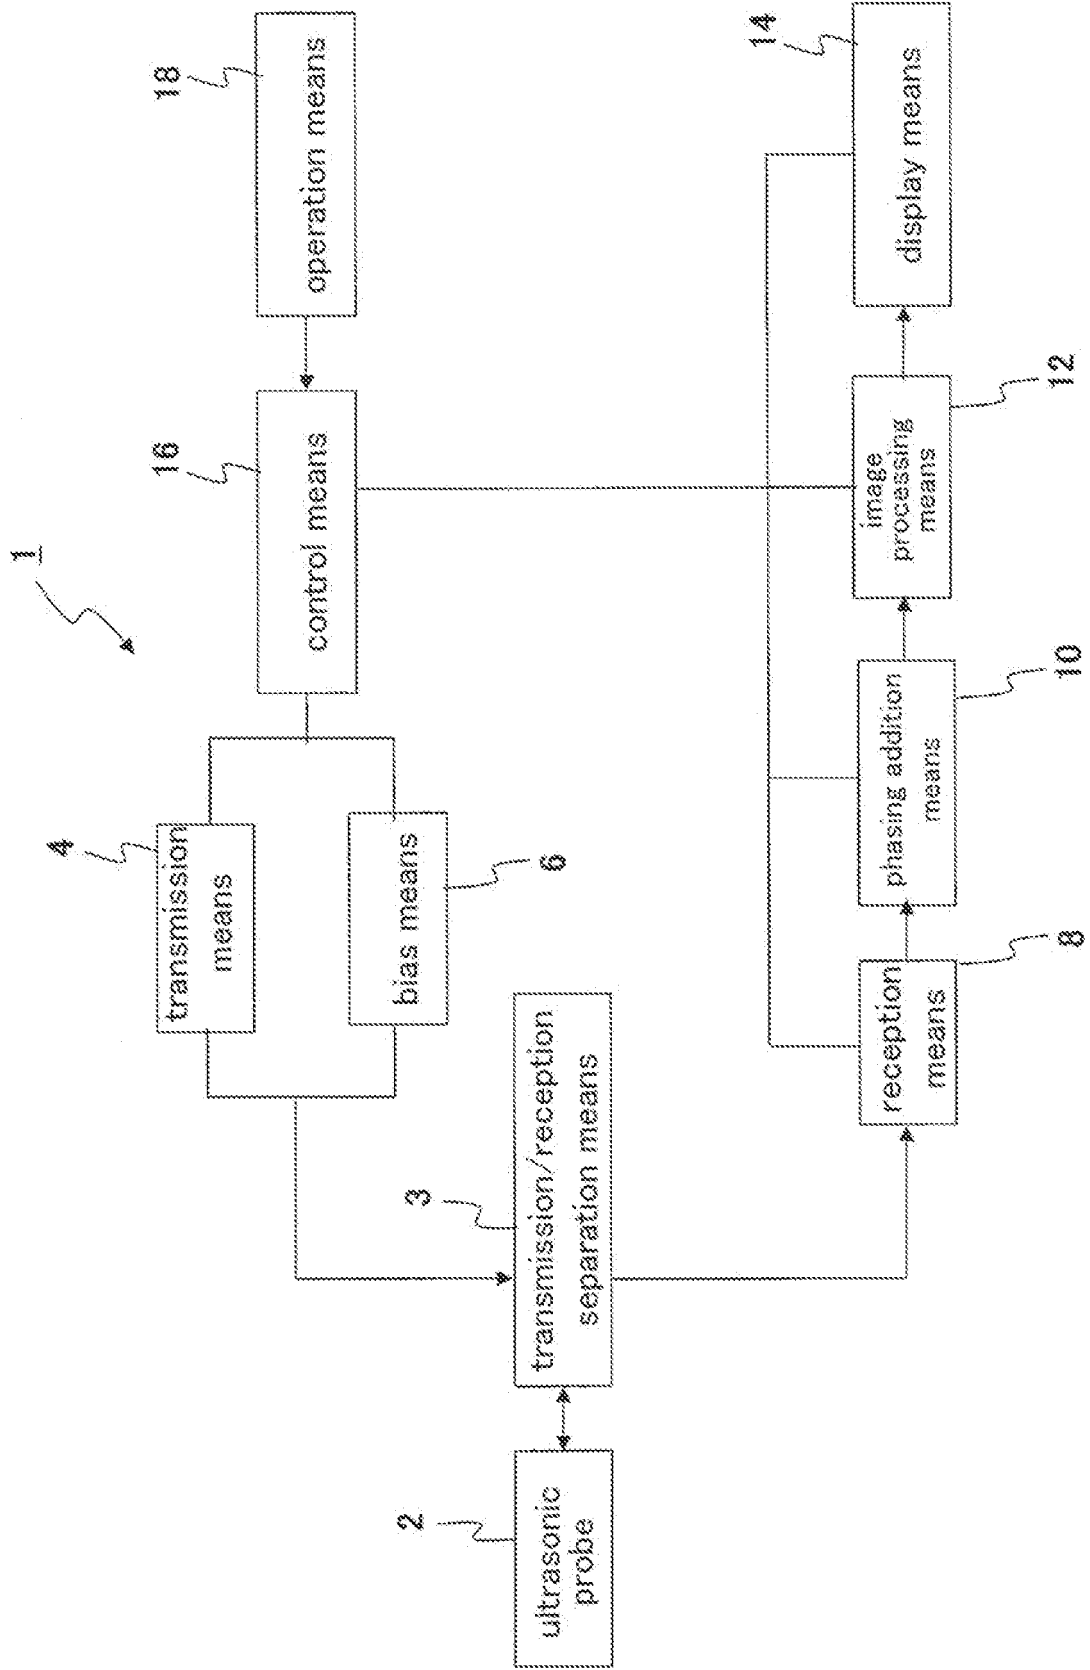 1
4
transmission
means
16
control means
18
operation means
bias means
6
3
transmission/reception
separation means
2
ultrasonic
probe
reception
means
8
phasing addition
means
10
image
processing
means
12
14
display means